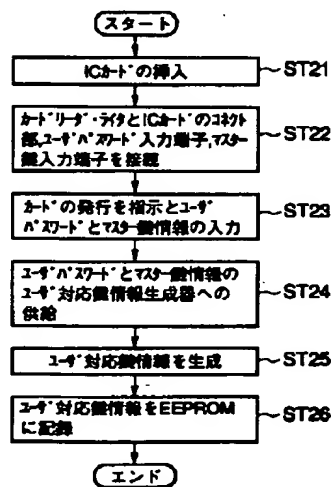 スタート
ICカードの挿入
ST21
カードリーダ・ライタとICカードのコネクト
部,ユーザパスワード入力端子,マスター
鍵入力端子を接続
ST22
カードの発行を指示とユーザ
パスワードとマスター鍵情報の入力
ST23
ユーザパスワードとマスター鍵情報の
ユーザ対応鍵情報生成器への
供給
ST24
ユーザ対応鍵情報を生成
ST25
ユーザ対応鍵情報をEEPROM
に記録
ST26
エンド